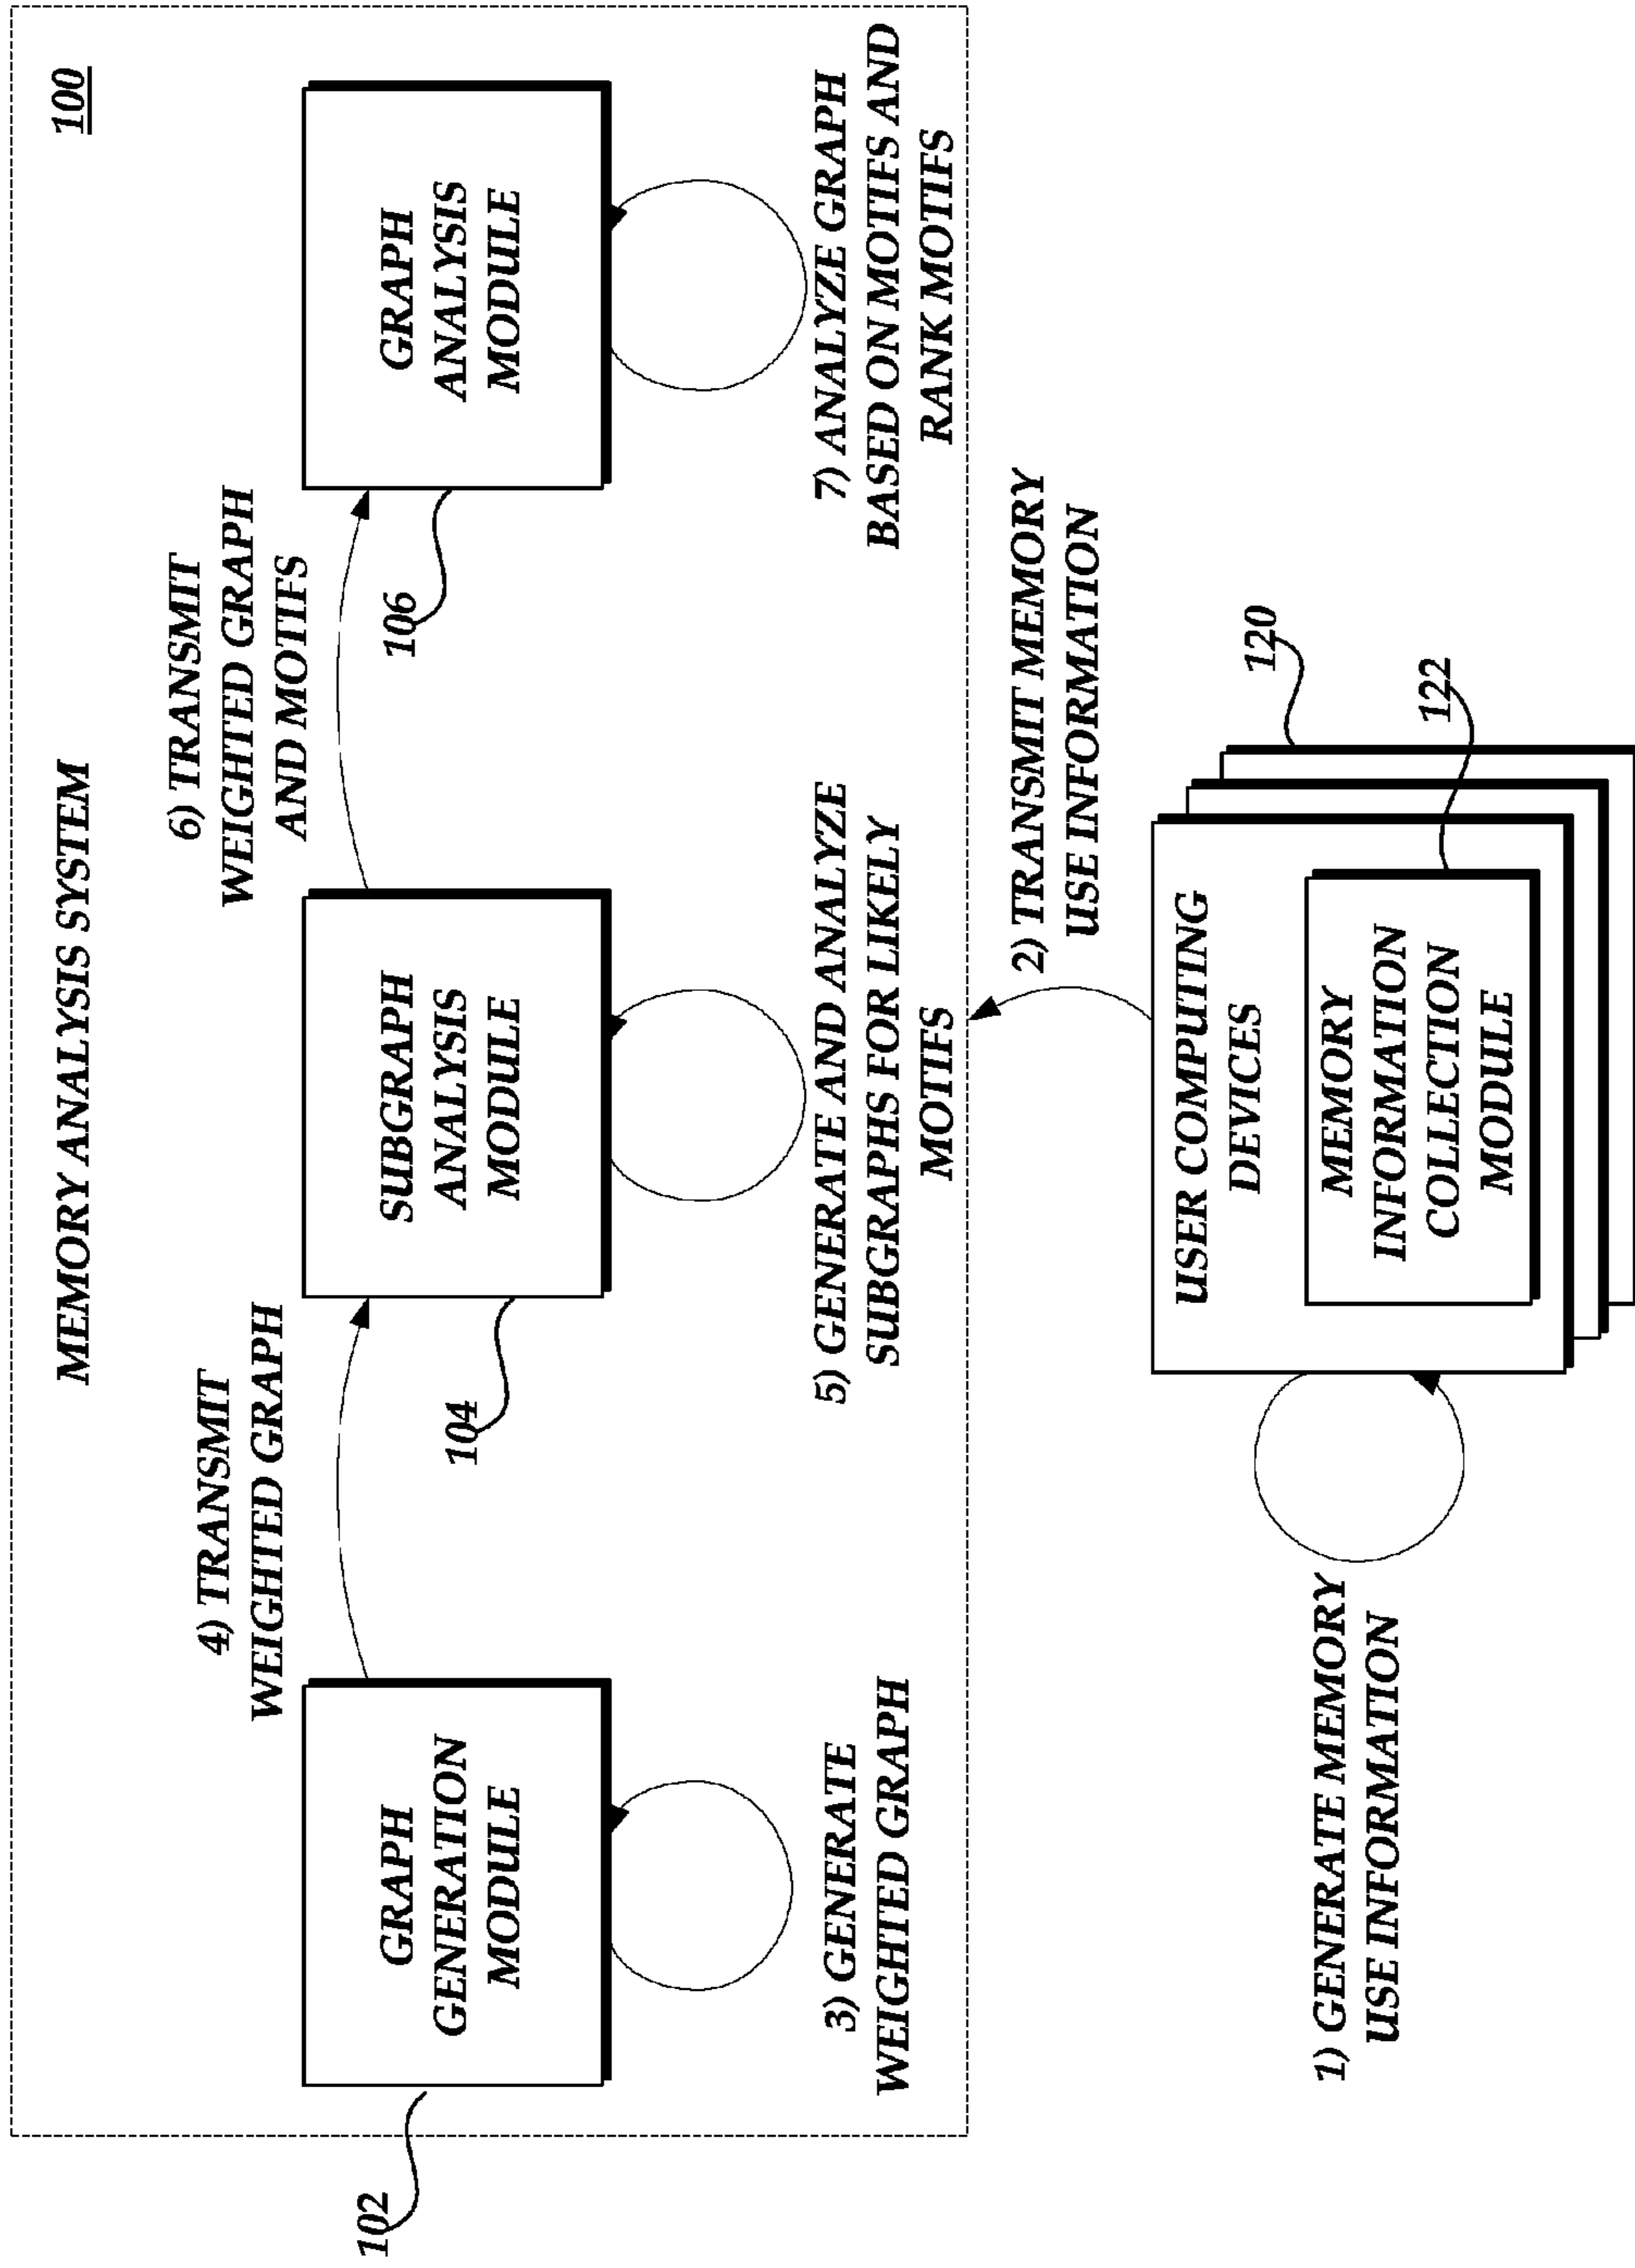 MEMORY ANALYSIS SYSTEM
100
4) TRANSMIT
WEIGHTED GRAPH
6) TRANSMIT
WEIGHTED GRAPH
AND MOTIFS
102
GRAPH
GENERATION
MODULE
104
SUBGRAPH
ANALYSIS
MODULE
106
GRAPH
ANALYSIS
MODULE
3) GENERATE
WEIGHTED GRAPH
5) GENERATE AND ANALYZE
SUBGRAPHS FOR LIKELY
MOTIFS
7) ANALYZE GRAPH
BASED ON MOTIFS AND
RANK MOTIFS
2) TRANSMIT MEMORY
USE INFORMATION
1) GENERATE MEMORY
USE INFORMATION
USER COMPUTING
DEVICES
120
MEMORY
INFORMATION
COLLECTION
MODULE
122